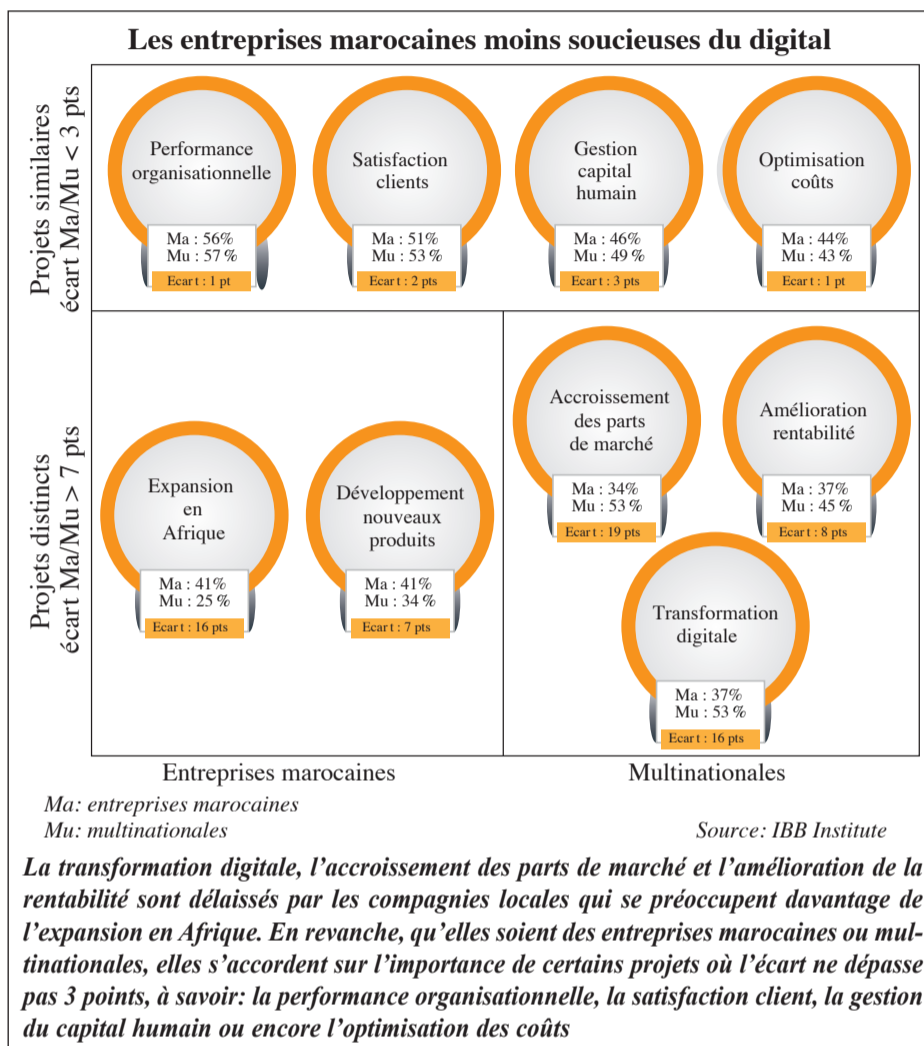 Les entreprises marocaines moins soucieuses du digital
Projets similaires
écart Ma/Mu < 3 pts
Performance
organisationnelle
Ma : 56%
Mu : 57 %
Ecart : 1 pt
Satisfaction
clients
Ma : 51%
Mu : 53 %
Ecart : 2 pts
Gestion
capital
humain
Ma : 46%
Mu : 49 %
Ecart : 3 pts
Optimisation
coûts
Ma : 44%
Mu : 43 %
Ecart : 1 pt
Projets distincts
écart Ma/Mu > 7 pts
Expansion
en
Afrique
Ma : 41%
Mu : 25 %
Ecart : 16 pts
Développement
nouveaux
produits
Ma : 41%
Mu : 34 %
Ecart : 7 pts
Accroissement
des parts
de marché
Ma : 34%
Mu : 53 %
Ecart : 19 pts
Amélioration
rentabilité
Ma : 37%
Mu : 45 %
Ecart : 8 pts
Transformation
digitale
Ma : 37%
Mu : 53 %
Ecart : 16 pts
Entreprises marocaines
Multinationales
Ma: entreprises marocaines
Mu: multinationales
Source: IBB Institute
La transformation digitale, l’accroissement des parts de marché et l’amélioration de la
rentabilité sont délaissés par les compagnies locales qui se préoccupent davantage de
l’expansion en Afrique. En revanche, qu’elles soient des entreprises marocaines ou mul-
tinationales, elles s’accordent sur l’importance de certains projets où l’écart ne dépasse
pas 3 points, à savoir: la performance organisationnelle, la satisfaction client, la gestion
du capital humain ou encore l’optimisation des coûts